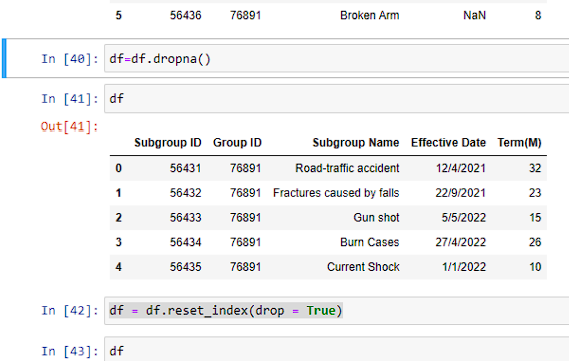 5 56436 76891 Broken Arm NaN 8
In [40]: df=df.dropna()
In [41]: df
Out[41]:
Subgroup ID Group ID Subgroup Name Effective Date Term(M)
0 56431 76891 Road-traffic accident 12/4/2021 32
1 56432 76891 Fractures caused by falls 22/9/2021 23
2 56433 76891 Gun shot 5/5/2022 15
3 56434 76891 Burn Cases 27/4/2022 26
4 56435 76891 Current Shock 1/1/2022 10
In [42]: df = df.reset_index(drop = True)
In [43]: df